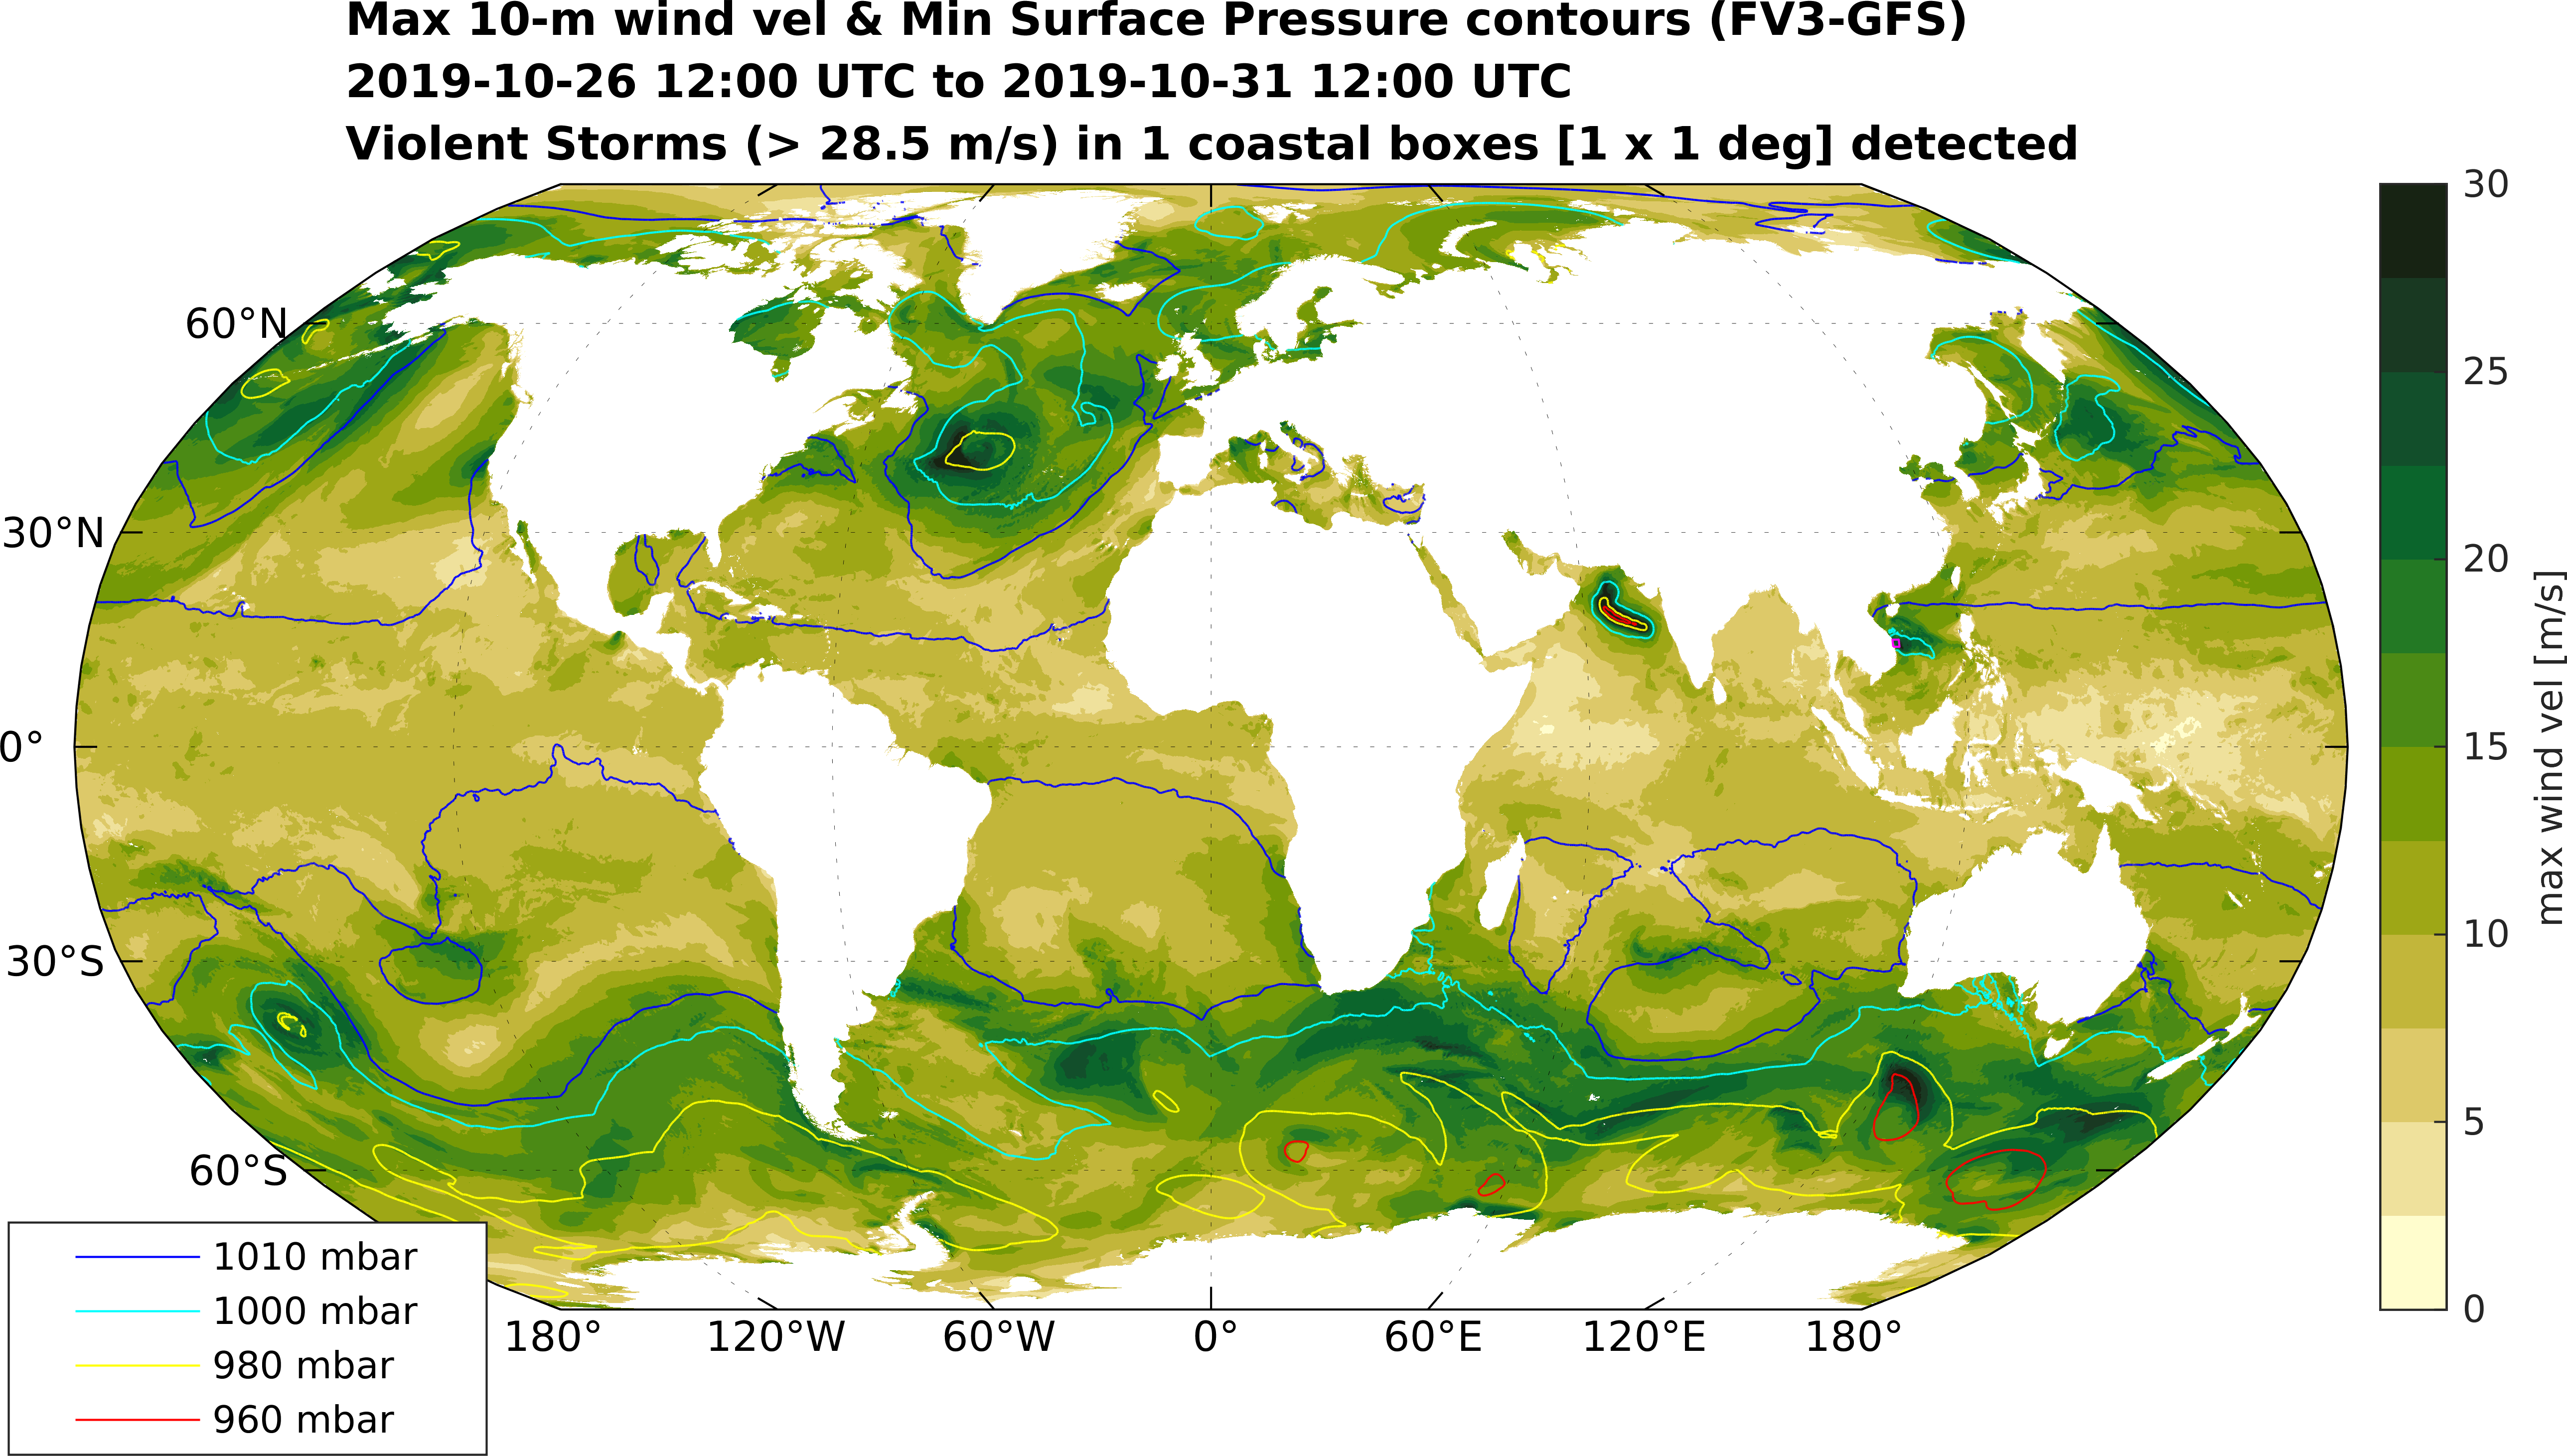 Max 10-m wind vel & Min Surface Pressure contours (FV3-GFS)
2019-10-26 12:00 UTC to 2019-10-31 12:00 UTC
Violent Storms (> 28.5 m/s) in 1 coastal boxes [1 x 1 deg] detected
60°N
30°N
0°
30°S
60°S
180°
120°W
60°W
0°
60°E
120°E
180°
1010 mbar
1000 mbar
980 mbar
960 mbar
30
25
20
15
10
5
0
max wind vel [m/s]